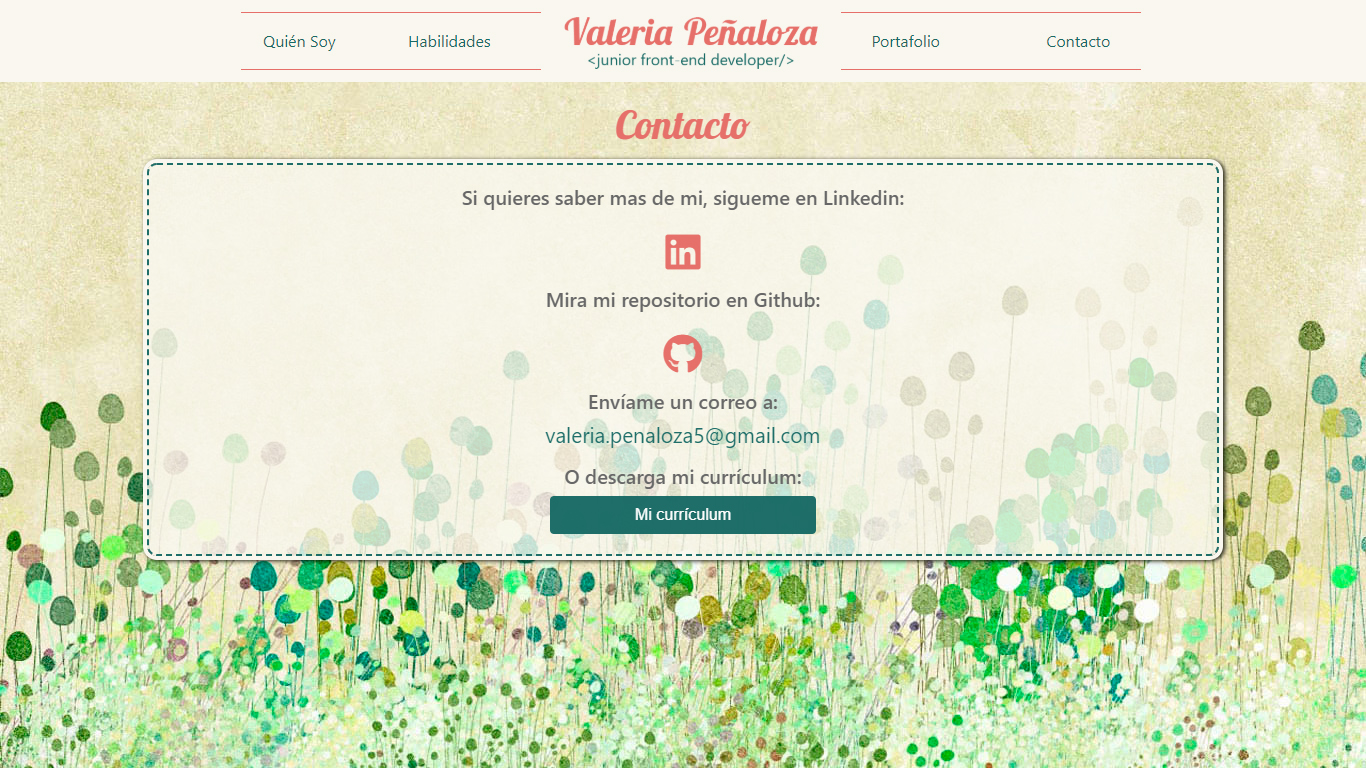 Quién Soy
Habilidades
Valeria Peñaloza
<junior front-end developer/>
Portafolio
Contacto
Contacto
Si quieres saber mas de mi, sigueme en Linkedin:
in
Mira mi repositorio en Github:
Envíame un correo a:
valeria.penaloza5@gmail.com
O descarga mi currículum:
Mi currículum